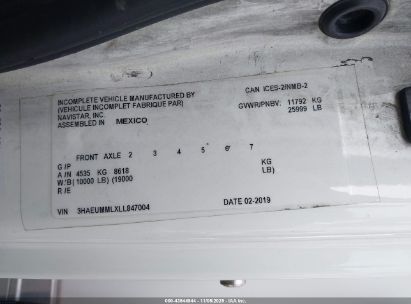 INCOMPLETE VEHICLE MANUFACTURED BY
(VEHICULE INCOMPLET FABRIQUE PAR)
NAVISTAR, INC.
ASSEMBLED IN MEXICO
CAN ICES-2/NMB-2
GVWR/PNBV: 11792 KG
25999 LB
FRONT AXLE 2 3 4 5 6 7
G P
A N 4535 KG 8618 KG
W/B (10000 LB) (19000 LB)
R E
VIN 3HAEUMMLXLL847004
DATE 02-2019